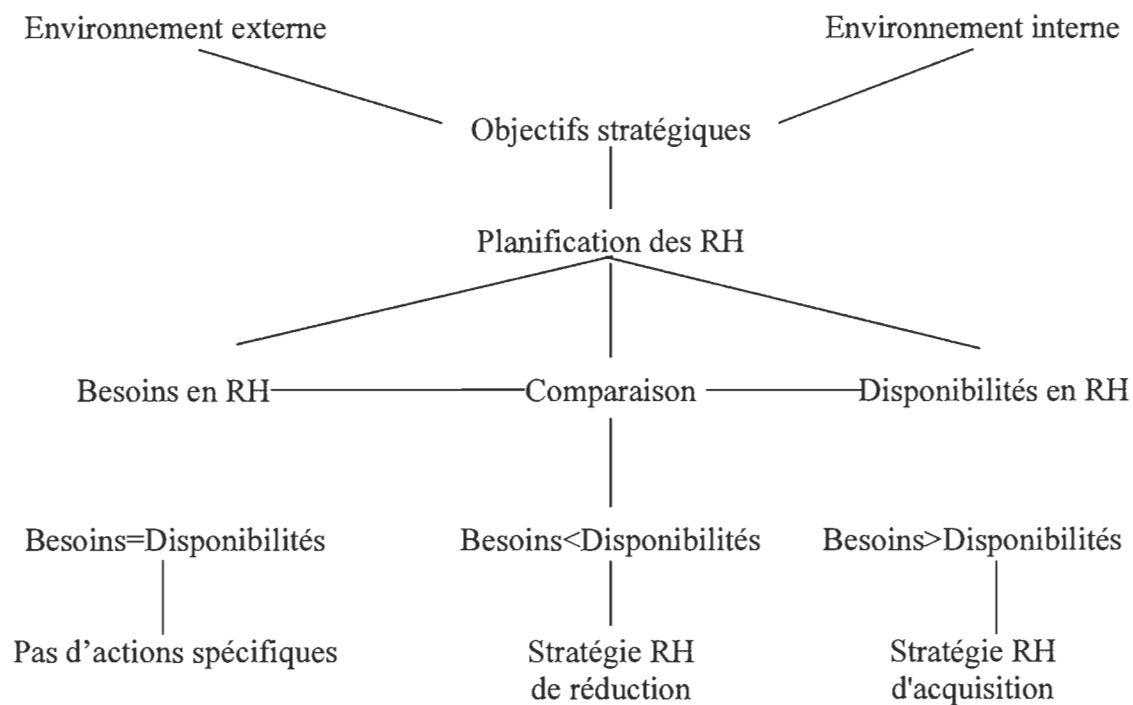 Environnement externe
Environnement interne
Objectifs stratégiques
Planification des RH
Besoins en RH
Comparaison
Disponibilités en RH
Besoins=Disponibilités
Besoins<Disponibilités
Besoins>Disponibilités
Pas d’actions spécifiques
Stratégie RH
de réduction
Stratégie RH
d'acquisition